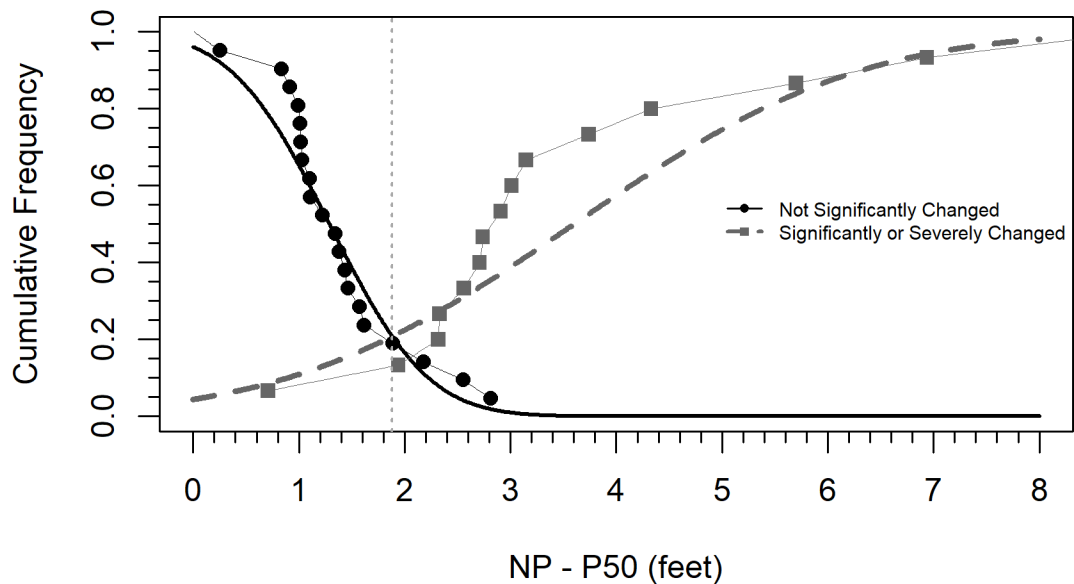 Cumulative Frequency
1.0
0.8
0.6
0.4
0.2
0.0
Not Significantly Changed
Significantly or Severely Changed
0 1 2 3 4 5 6 7 8
NP - P50 (feet)